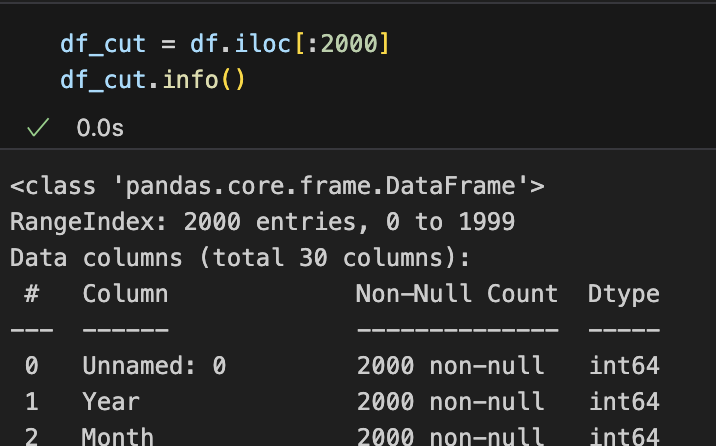 df_cut = df.iloc[:2000]
df_cut.info()
0.0s
<class 'pandas.core.frame.DataFrame'>
RangeIndex: 2000 entries, 0 to 1999
Data columns (total 30 columns):
 #   Column             Non-Null Count  Dtype
---  ------             --------------  -----
 0   Unnamed: 0         2000 non-null   int64
 1   Year               2000 non-null   int64
 2   Month              2000 non-null   int64